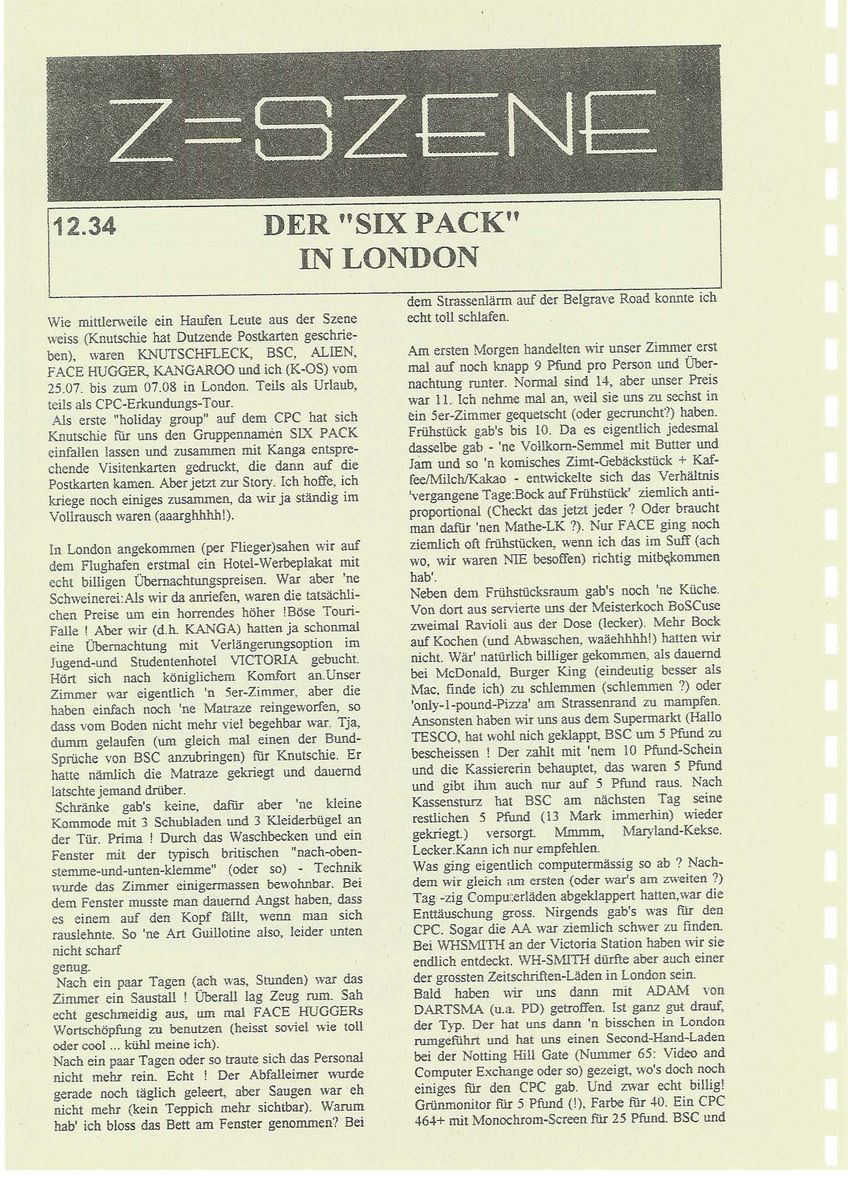 Z=SZENE
12.34
DER "SIX PACK"
IN LONDON
Wie mittlerweile ein Haufen Leute aus der Szene
weiss (Knutschie hat Dutzende Postkarten geschrie-
ben), waren KNUTSCHFLECK, BSC, ALIEN,
FACE HUGGER, KANGAROO und ich (K-OS) vom
25.07. bis zum 07.08 in London. Teils als Urlaub,
teils als CPC-Erkundungs-Tour.
Als erste "holiday group" auf dem CPC hat sich
Knutschie für uns den Gruppennamen SIX PACK
einfallen lassen und zusammen mit Kanga entspre-
chende Visitenkarten gedruckt, die dann auf die
Postkarten kamen. Aber jetzt zur Story. Ich hoffe, ich
kriege noch einiges zusammen, da wir ja ständig im
Vollrausch waren (aaarghhhh!).
In London angekommen (per Flieger)sahen wir auf
dem Flughafen erstmal ein Hotel-Werbeplakat mit
echt billigen Übernachtungspreisen. War aber 'ne
Schweinerei:Als wir da anriefen, waren die tatsächli-
chen Preise um ein horrendes höher !Böse Touri-
Falle ! Aber wir (d.h. KANGA) hatten ja schonmal
eine Übernachtung mit Verlängerungsoption im
Jugend-und Studentenhotel VICTORIA gebucht.
Hört sich nach königlichem Komfort an.Unser
Zimmer war eigentlich 'n 5er-Zimmer, aber die
haben einfach noch 'ne Matraze reingeworfen, so
dass vom Boden nicht mehr viel begehbar war. Tja,
dumm gelaufen (um gleich mal einen der Bund-
Sprüche von BSC anzubringen) für Knutschie. Er
hatte nämlich die Matraze gekriegt und dauernd
latschte jemand drüber.
Schränke gab's keine, dafür aber 'ne kleine
Kommode mit 3 Schubladen und 3 Kleiderbügel an
der Tür. Prima ! Durch das Waschbecken und ein
Fenster mit der typisch britischen "nach-oben-
stemme-und-unten-klemme" (oder so) - Technik
wurde das Zimmer einigermassen bewohnbar. Bei
dem Fenster musste man dauernd Angst haben, dass
es einem auf den Kopf fällt, wenn man sich
rauslehnte. So 'ne Art Guillotine also, leider unten
nicht scharf
genug.
Nach ein paar Tagen (ach was, Stunden) war das
Zimmer ein Saustall ! Überall lag Zeug rum. Sah
echt geschmeidig aus, um mal FACE HUGGERs
Wortschöpfung zu benutzen (heisst soviel wie toll
oder cool ... kühl meine ich).
Nach ein paar Tagen oder so traute sich das Personal
nicht mehr rein. Echt ! Der Abfalleimer wurde
gerade noch täglich geleert, aber Saugen war eh
nicht mehr (kein Teppich mehr sichtbar). Warum
hab' ich bloss das Bett am Fenster genommen? Bei
dem Strassenlärm auf der Belgrave Road konnte ich
echt toll schlafen.
Am ersten Morgen handelten wir unser Zimmer erst
mal auf noch knapp 9 Pfund pro Person und Über-
nachtung runter. Normal sind 14, aber unser Preis
war 11. Ich nehme mal an, weil sie uns zu sechst in
ein 5er-Zimmer gequetscht (oder gecruncht?) haben.
Frühstück gab's bis 10. Da es eigentlich jedesmal
dasselbe gab - 'ne Vollkorn-Semmel mit Butter und
Jam und so 'n komisches Zimt-Gebäckstück + Kaf-
fee/Milch/Kakao - entwickelte sich das Verhältnis
'vergangene Tage:Bock auf Frühstück' ziemlich anti-
proportional (Checkt das jetzt jeder ? Oder braucht
man dafür 'nen Mathe-LK ?). Nur FACE ging noch
ziemlich oft frühstücken, wenn ich das im Suff (ach
wo, wir waren NIE besoffen) richtig mitbekommen
hab'.
Neben dem Frühstücksraum gab's noch 'ne Küche.
Von dort aus servierte uns der Meisterkoch BoSCuse
zweimal Ravioli aus der Dose (lecker). Mehr Bock
auf Kochen (und Abwaschen, waäehhhh!) hatten wir
nicht. Wär' natürlich billiger gekommen, als dauernd
bei McDonald, Burger King (eindeutig besser als
Mac, finde ich) zu schlemmen (schlemmen ?) oder
'only-1-pound-Pizza' am Strassenrand zu mampfen.
Ansonsten haben wir uns aus dem Supermarkt (Hallo
TESCO, hat wohl nich geklappt, BSC um 5 Pfund zu
bescheissen ! Der zahlt mit 'nem 10 Pfund-Schein
und die Kassiererin behauptet, das waren 5 Pfund
und gibt ihm auch nur auf 5 Pfund raus. Nach
Kassensturz hat BSC am nächsten Tag seine
restlichen 5 Pfund (13 Mark immerhin) wieder
gekriegt.) versorgt. Mmmm, Maryland-Kekse.
Lecker.Kann ich nur empfehlen.
Was ging eigentlich computermässig so ab ? Nach-
dem wir gleich am ersten (oder war's am zweiten ?)
Tag -zig Computerläden abgeklappert hatten,war die
Enttäuschung gross. Nirgends gab's was für den
CPC. Sogar die AA war ziemlich schwer zu finden.
Bei WHSMITH an der Victoria Station haben wir sie
endlich entdeckt. WH-SMITH dürfte aber auch einer
der grossten Zeitschriften-Läden in London sein.
Bald haben wir uns dann mit ADAM von
DARTSMA (u.a. PD) getroffen. Ist ganz gut drauf,
der Typ. Der hat uns dann 'n bisschen in London
rumgeführt und hat uns einen Second-Hand-Laden
bei der Notting Hill Gate (Nummer 65: Video and
Computer Exchange oder so) gezeigt, wo's doch noch
einiges für den CPC gab. Und zwar echt billig!
Grünmonitor für 5 Pfund (!), Farbe für 40. Ein CPC
464+ mit Monochrom-Screen für 25 Pfund. BSC und